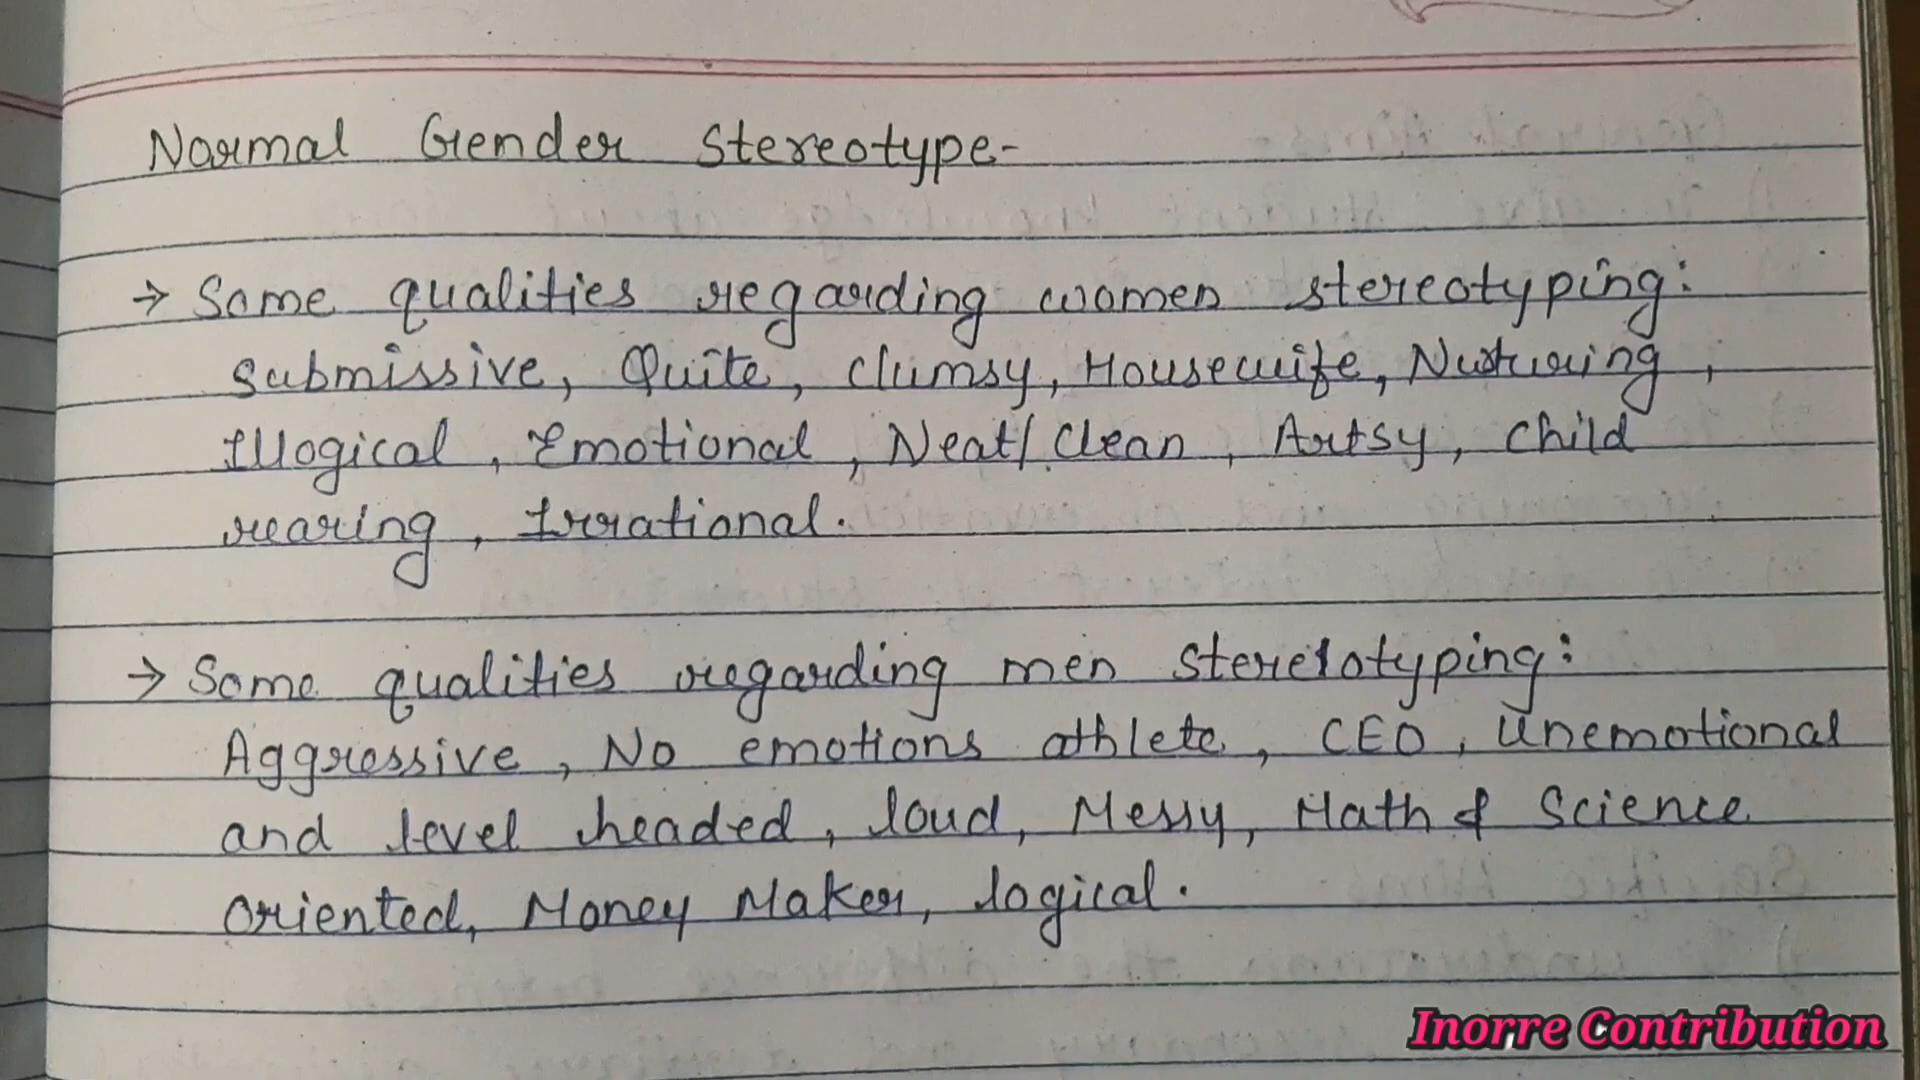 Normal Gender Stereotype-
→ Some qualities regarding women stereotyping:
Submissive, Quite, Clumsy, Housewife, Nurturing,
Illogical, Emotional, Neat/Clean, Artsy, Child
rearing, Irrational.
→ Some qualities regarding men sterelotyping:
Aggressive, No emotions athlete, CEO, Unemotional
and level headed, loud, Messy, Math & Science
Oriented, Money Maker, logical.
Inorre Contribution